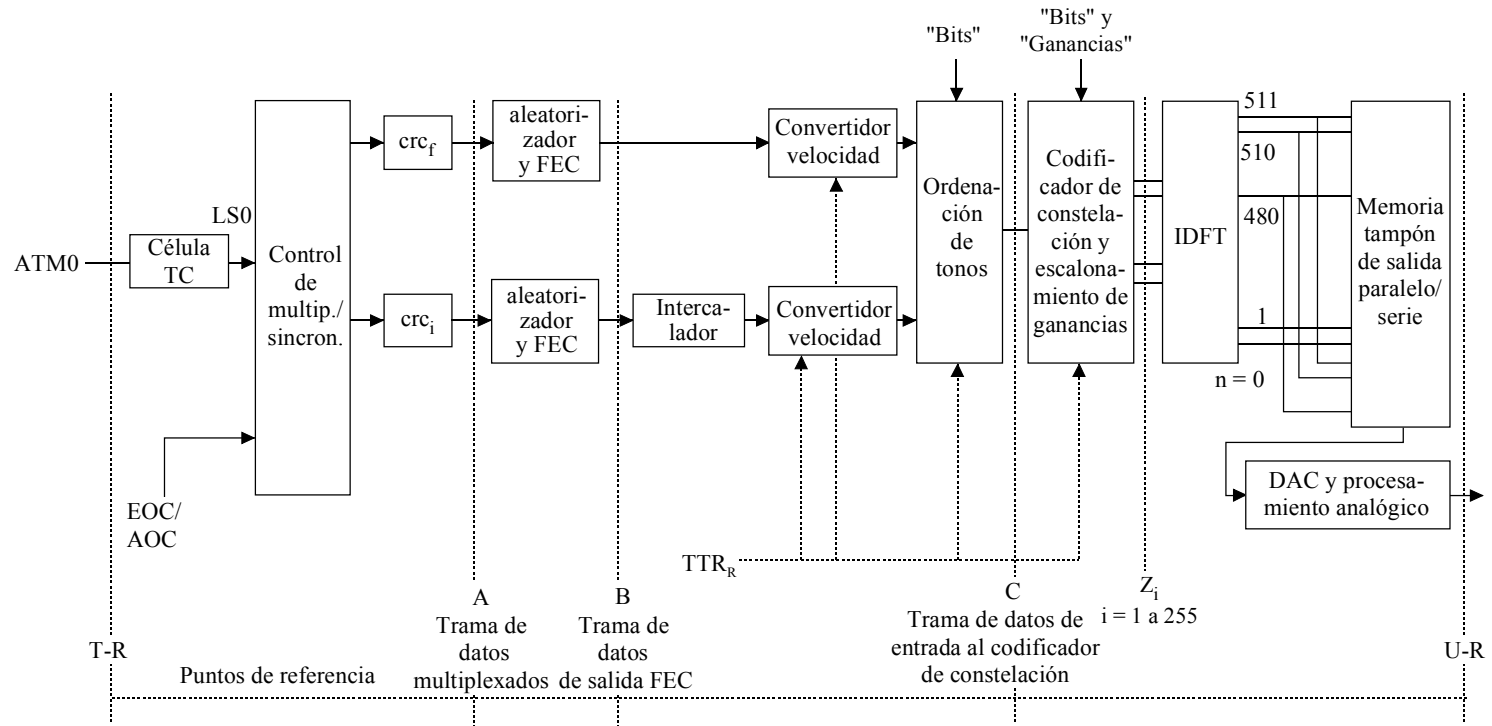 "Bits"
"Bits" y
"Ganancias"
ATM0
Célula
TC
LS0
Control
de
multip./
sincron.
EOC/
AOC
crc_f
aleatori-
zador
y FEC
Convertidor
velocidad
crc_i
aleatori-
zador
y FEC
Interca-
lador
Convertidor
velocidad
Ordena-
ción
de
tonos
Codifi-
cador de
constela-
ción y
escalona-
miento de
ganancias
IDFT
511
510
480
1
n = 0
Memoria
tampón
de salida
paralelo/
serie
DAC y procesa-
miento analógico
TTR_R
A
Trama de
datos
multiplexados
B
Trama de
datos
de salida FEC
C
Trama de datos de
entrada al codificador
de constelación
Z_i
i = 1 a 255
T-R
Puntos de referencia
U-R